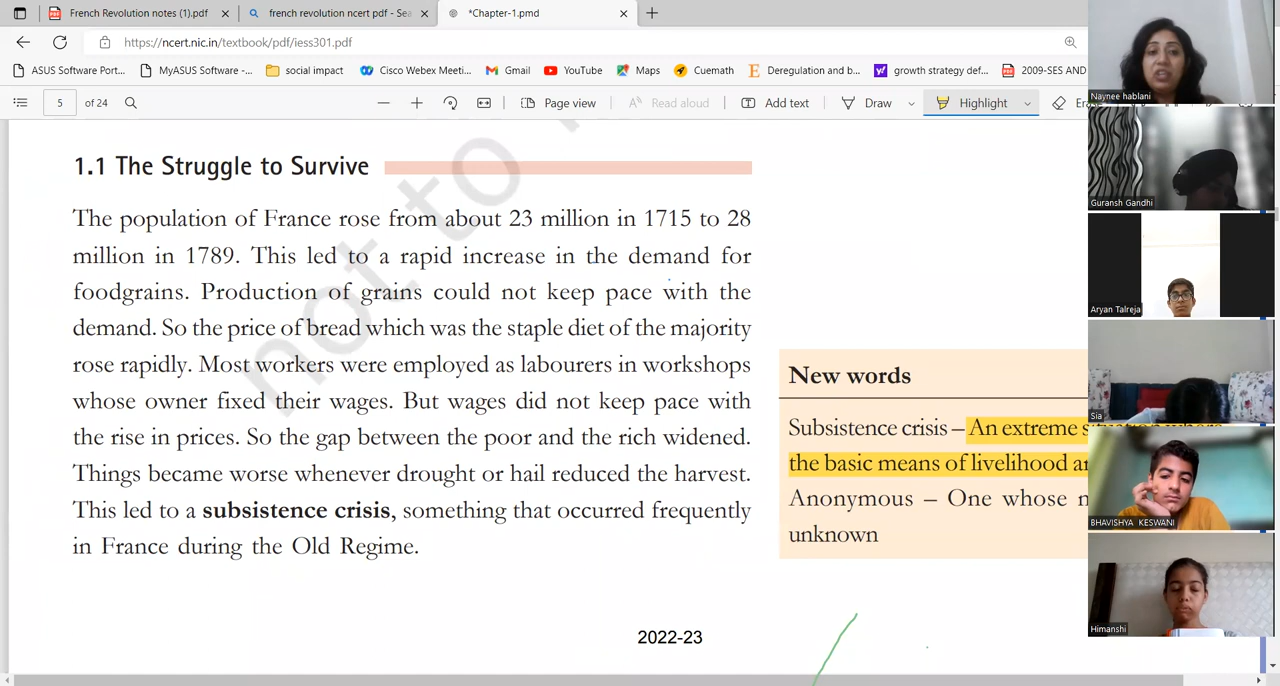 French Revolution notes (1).pdf
french revolution ncert pdf - Sea
*Chapter-1.pmd
https://ncert.nic.in/textbook/pdf/iess301.pdf
ASUS Software Port...
MyASUS Software -...
social impact
Cisco Webex Meeti...
Gmail
YouTube
Maps
Cuemath
Deregulation and b...
growth strategy def...
2009-SES AND
5 of 24
Page view
Read aloud
Add text
Draw
Highlight
1.1 The Struggle to Survive
The population of France rose from about 23 million in 1715 to 28
million in 1789. This led to a rapid increase in the demand for
foodgrains. Production of grains could not keep pace with the
demand. So the price of bread which was the staple diet of the majority
rose rapidly. Most workers were employed as labourers in workshops
whose owner fixed their wages. But wages did not keep pace with
the rise in prices. So the gap between the poor and the rich widened.
Things became worse whenever drought or hail reduced the harvest.
This led to a subsistence crisis, something that occurred frequently
in France during the Old Regime.
not to
New words
Subsistence crisis – An extreme
the basic means of livelihood
Anonymous – One whose
unknown
2022-23
Naynee hablani
Guransh Gandhi
Aryan Talreja
Sia
BHAVISHYA KESWANI
Himanshi